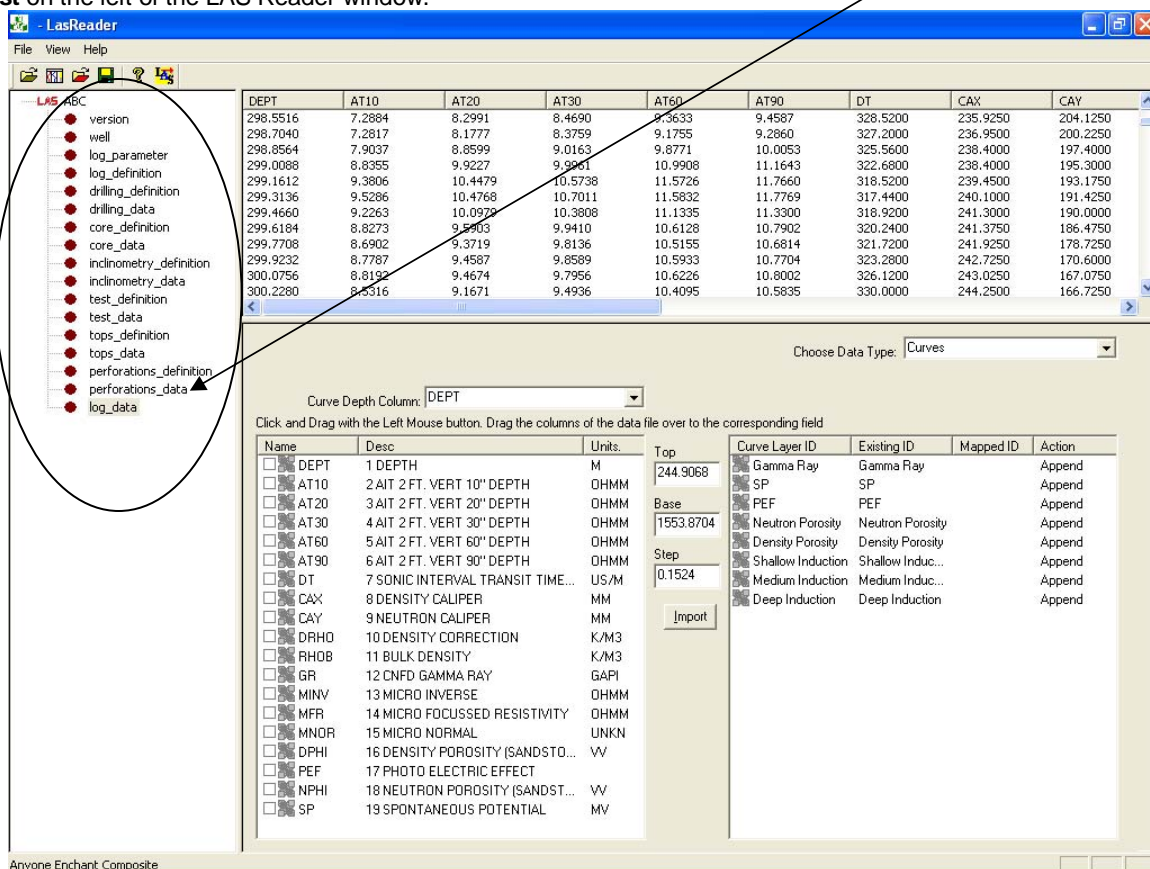 st on the left of the LAS Reader window.
- LasReader
File View Help
LAS ABC
version
well
log_parameter
log_definition
drilling_definition
drilling_data
core_definition
core_data
inclinometry_definition
inclinometry_data
test_definition
test_data
tops_definition
tops_data
perforations_definition
perforations_data
log_data
DEPT AT10 AT20 AT30 AT60 AT90 DT CAX CAY
298.5516 7.2884 8.2991 8.4690 9.3633 9.4587 328.5200 235.9250 204.1250
298.7040 7.2817 8.1777 8.3759 9.1755 9.2860 327.2000 236.9500 200.2250
298.8564 7.9037 8.8599 9.0163 9.8771 10.0053 325.5600 238.4000 197.4000
299.0088 8.8355 9.9227 9.9961 10.9908 11.1643 322.6800 238.4000 195.3000
299.1612 9.3806 10.4479 10.5738 11.5726 11.7660 318.5200 239.4500 193.1750
299.3136 9.5286 10.4768 10.7011 11.5832 11.7769 317.4400 240.1000 191.4250
299.4660 9.2263 10.0979 10.3808 11.1335 11.3300 318.9200 241.3000 190.0000
299.6184 8.8273 9.5903 9.9410 10.6128 10.7902 320.2400 241.3750 186.4750
299.7708 8.6902 9.3719 9.8136 10.5155 10.6814 321.7200 241.9250 178.7250
299.9232 8.7787 9.4587 9.8589 10.5933 10.7704 323.2800 242.7250 170.6000
300.0756 8.8192 9.4674 9.7956 10.6226 10.8002 326.1200 243.0250 167.0750
300.2280 8.5316 9.1671 9.4936 10.4095 10.5835 330.0000 244.2500 166.7250
Choose Data Type: Curves
Curve Depth Column: DEPT
Click and Drag with the Left Mouse button. Drag the columns of the data file over to the corresponding field
Name Desc Units.
DEPT 1 DEPTH M
AT10 2 AIT 2 FT. VERT 10" DEPTH OHMM
AT20 3 AIT 2 FT. VERT 20" DEPTH OHMM
AT30 4 AIT 2 FT. VERT 30" DEPTH OHMM
AT60 5 AIT 2 FT. VERT 60" DEPTH OHMM
AT90 6 AIT 2 FT. VERT 90" DEPTH OHMM
DT 7 SONIC INTERVAL TRANSIT TIME... US/M
CAX 8 DENSITY CALIPER MM
CAY 9 NEUTRON CALIPER MM
DRHO 10 DENSITY CORRECTION K/M3
RHOB 11 BULK DENSITY K/M3
GR 12 CNFD GAMMA RAY GAPI
MINV 13 MICRO INVERSE OHMM
MFR 14 MICRO FOCUSSED RESISTIVITY OHMM
MNOR 15 MICRO NORMAL UNKN
DPHI 16 DENSITY POROSITY (SANDSTO... VV
PEF 17 PHOTO ELECTRIC EFFECT
NPHI 18 NEUTRON POROSITY (SANDST... VV
SP 19 SPONTANEOUS POTENTIAL MV
Top
244.9068
Base
1553.8704
Step
0.1524
Import
Curve Layer ID Existing ID Mapped ID Action
Gamma Ray Gamma Ray Append
SP SP Append
PEF PEF Append
Neutron Porosity Neutron Porosity Append
Density Porosity Density Porosity Append
Shallow Induction Shallow Induc... Append
Medium Induction Medium Induc... Append
Deep Induction Deep Induction Append
Anyone Enchant Composite